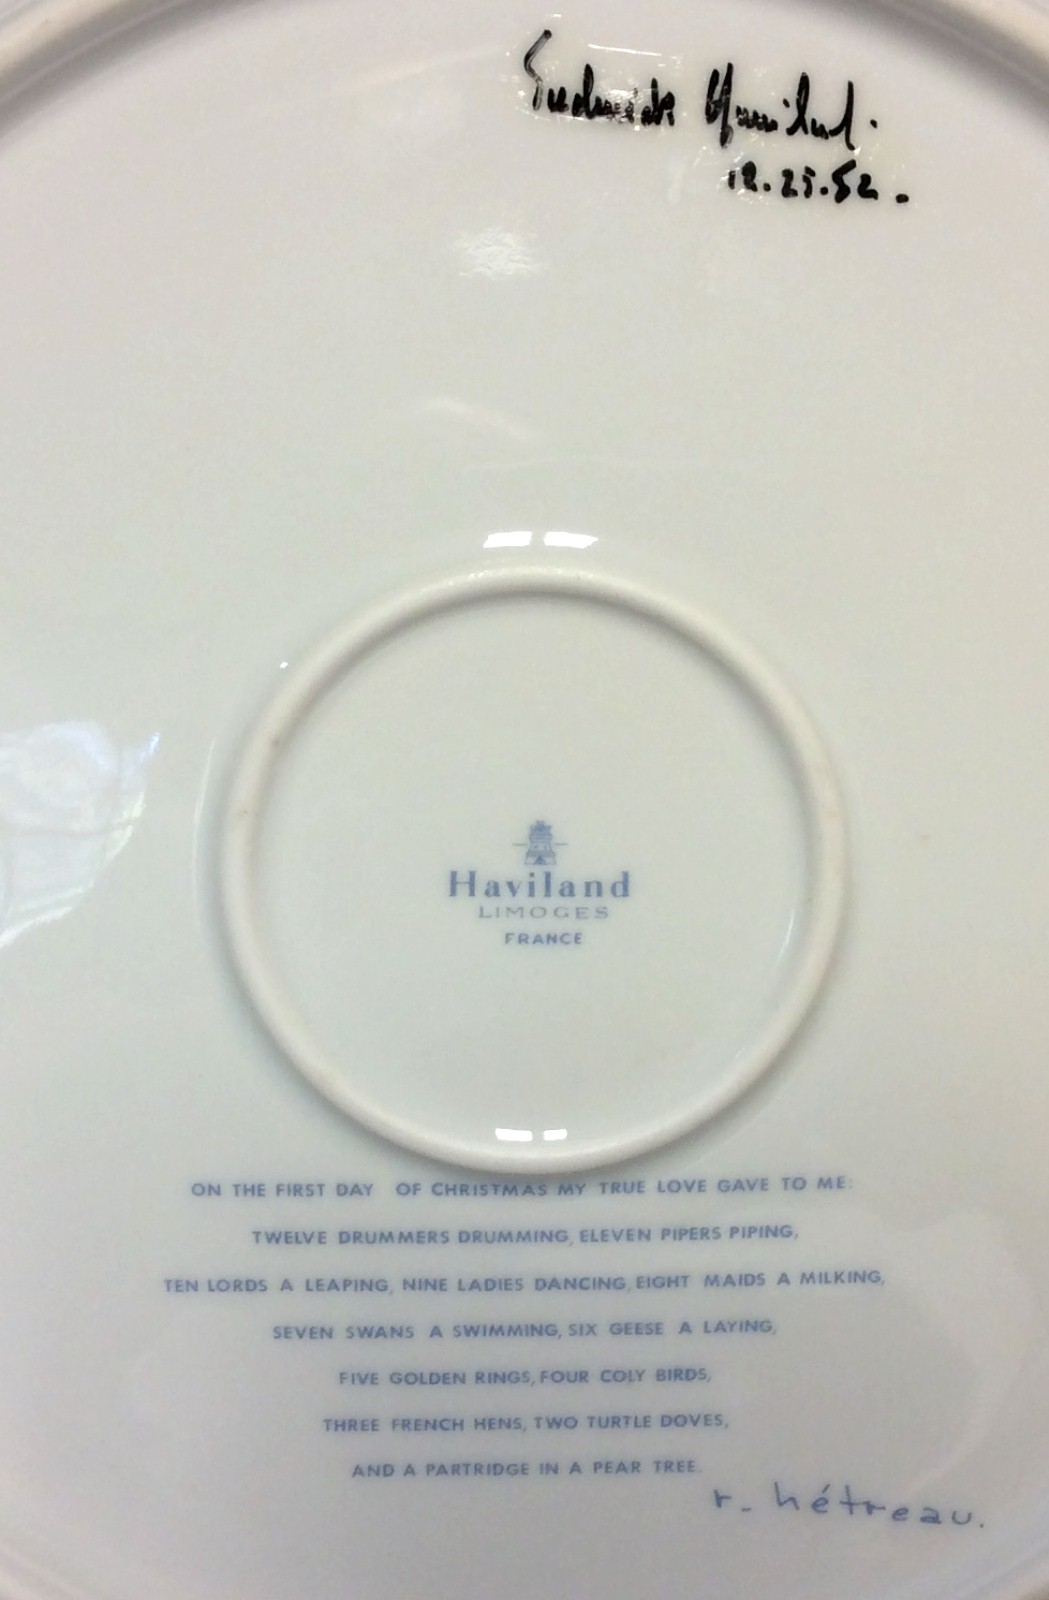 12.25.52.
Haviland
LIMOGES
FRANCE
ON THE FIRST DAY OF CHRISTMAS MY TRUE LOVE GAVE TO ME:
TWELVE DRUMMERS DRUMMING, ELEVEN PIPERS PIPING,
TEN LORDS A LEAPING, NINE LADIES DANCING, EIGHT MAIDS A MILKING,
SEVEN SWANS A SWIMMING, SIX GEESE A LAYING,
FIVE GOLDEN RINGS, FOUR COLY BIRDS,
THREE FRENCH HENS, TWO TURTLE DOVES,
AND A PARTRIDGE IN A PEAR TREE.
r. hétreau.